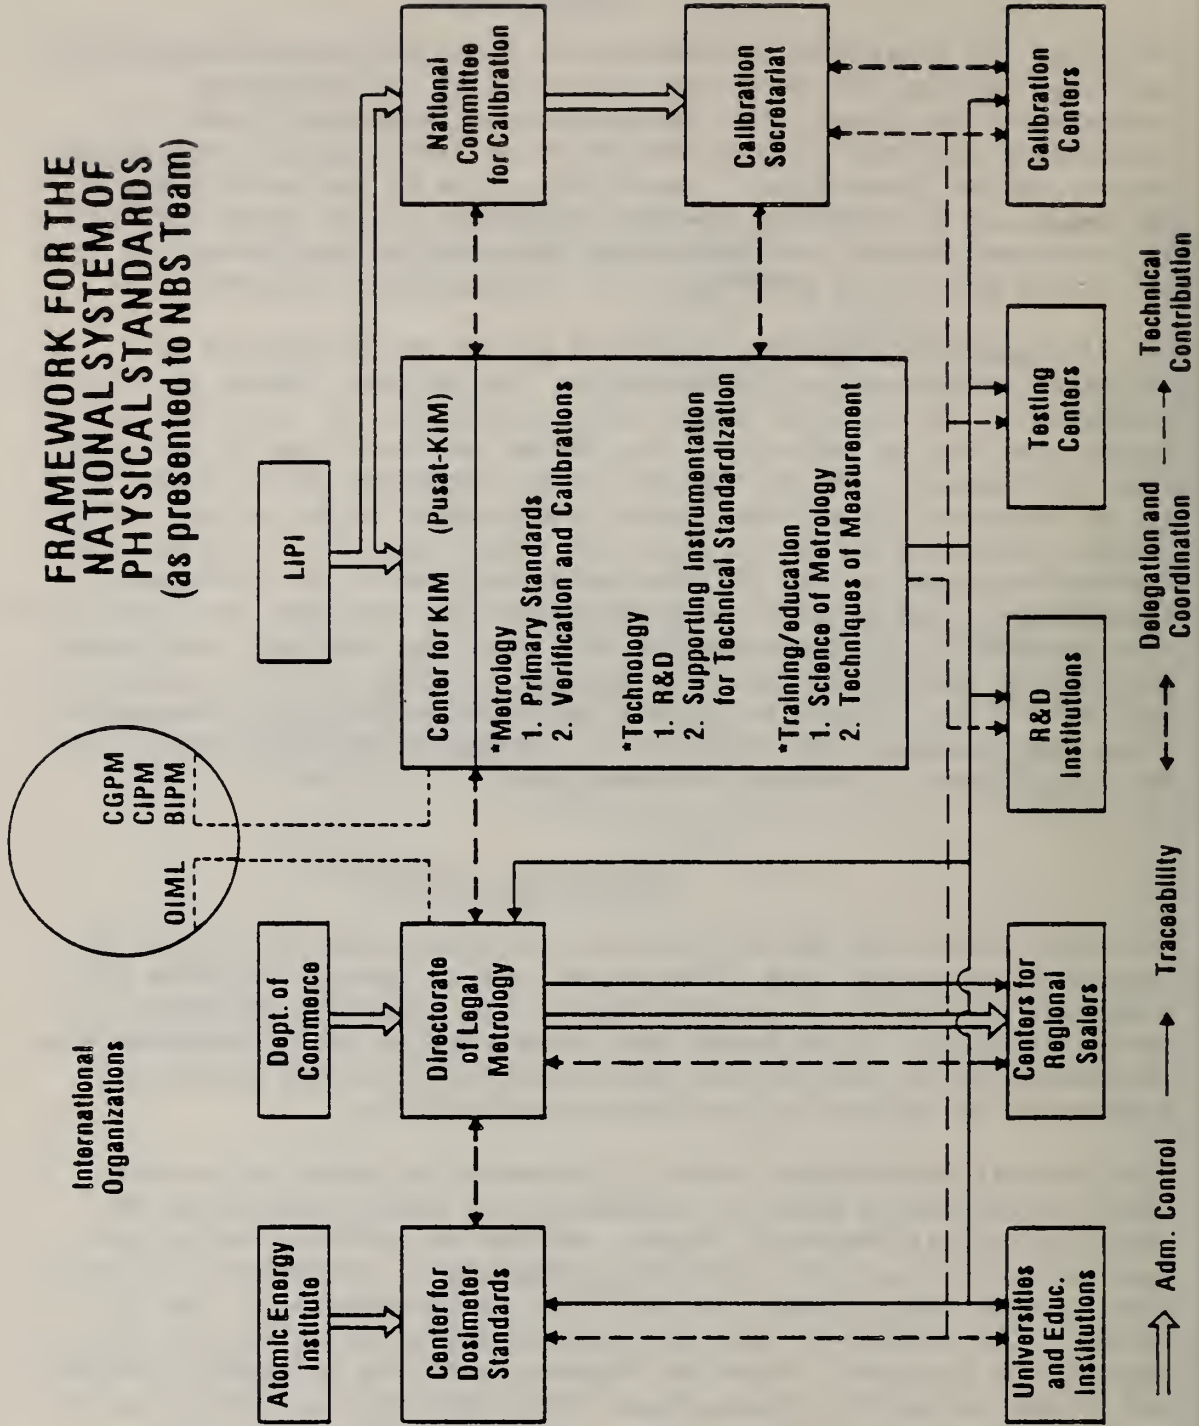 FRAMEWORK FOR THE
NATIONAL SYSTEM OF
PHYSICAL STANDARDS
(as presented to NBS Team)
International
Organizations
OIML
CGPM
CIPM
BIPM
Atomic Energy
Institute
Dept. of
Commerce
LIPI
Center for
Dosimeter
Standards
Directorate
of Legal
Metrology
Center for KIM (Pusat-KIM)
*Metrology
1. Primary Standards
2. Verification and Calibrations
*Technology
1. R&D
2. Supporting Instrumentation
for Technical Standardization
*Training/education
1. Science of Metrology
2. Techniques of Measurement
National
Committee
for Calibration
Calibration
Secretariat
Universities
and Educ.
Institutions
Centers for
Regional
Sealers
R&D
Institutions
Testing
Centers
Calibration
Centers
Adm. Control
Traceability
Delegation and
Coordination
Technical
Contribution